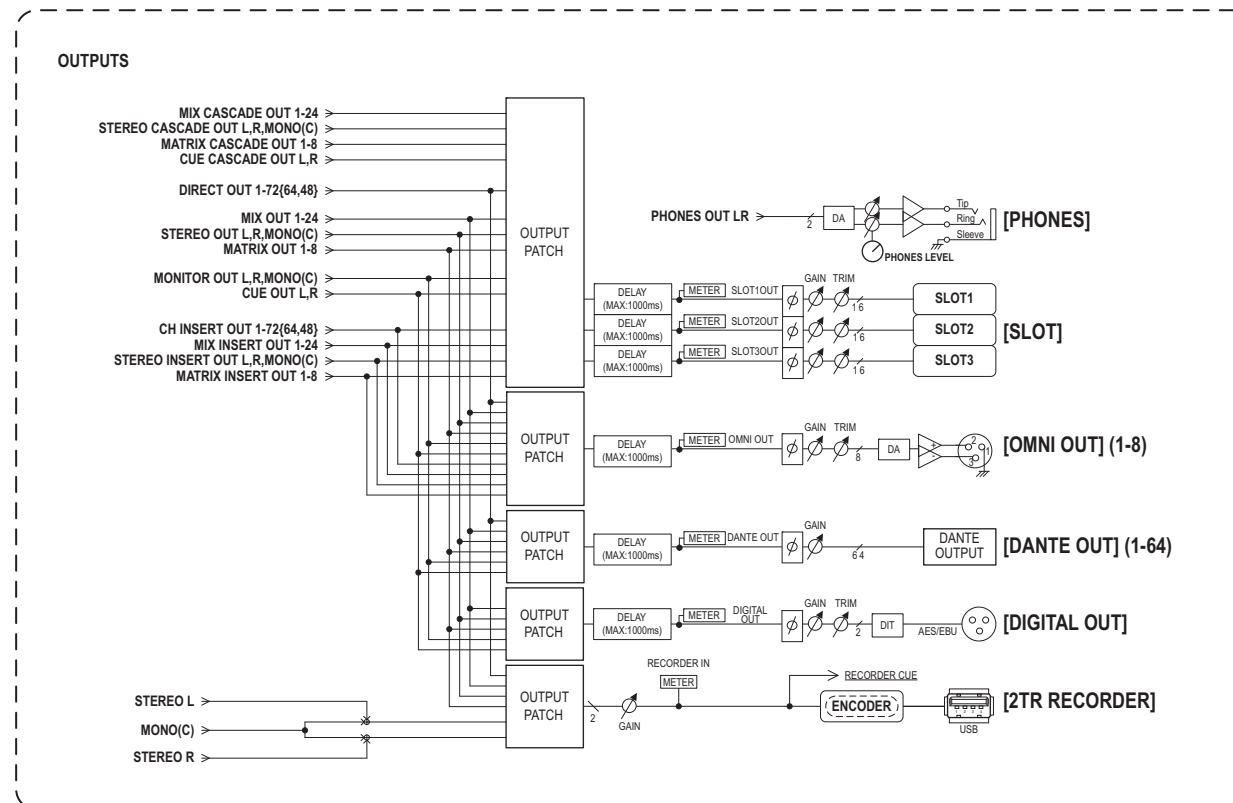 OUTPUTS
MIX CASCADE OUT 1-24
STEREO CASCADE OUT L,R,MONO(C)
MATRIX CASCADE OUT 1-8
CUE CASCADE OUT L,R
DIRECT OUT 1-72{64,48}
MIX OUT 1-24
STEREO OUT L,R,MONO(C)
MATRIX OUT 1-8
MONITOR OUT L,R,MONO(C)
CUE OUT L,R
CH INSERT OUT 1-72{64,48}
MIX INSERT OUT 1-24
STEREO INSERT OUT L,R,MONO(C)
MATRIX INSERT OUT 1-8
OUTPUT
PATCH
PHONES OUT LR
2
DA
Tip
Ring
Sleeve
PHONES LEVEL
[PHONES]
GAIN TRIM
DELAY
(MAX:1000ms)
METER SLOT1OUT
ϕ
16
SLOT1
DELAY
(MAX:1000ms)
METER SLOT2OUT
ϕ
16
SLOT2
[SLOT]
DELAY
(MAX:1000ms)
METER SLOT3OUT
ϕ
16
SLOT3
OUTPUT
PATCH
DELAY
(MAX:1000ms)
METER OMNI OUT
ϕ
GAIN TRIM
8
DA
+
-
2
1
3
[OMNI OUT] (1-8)
OUTPUT
PATCH
DELAY
(MAX:1000ms)
METER DANTE OUT
ϕ
GAIN
64
DANTE
OUTPUT
[DANTE OUT] (1-64)
OUTPUT
PATCH
DELAY
(MAX:1000ms)
METER DIGITAL
OUT
ϕ
GAIN TRIM
2
DIT
AES/EBU
[DIGITAL OUT]
STEREO L
MONO(C)
STEREO R
OUTPUT
PATCH
2
GAIN
RECORDER IN
METER
RECORDER CUE
ENCODER
1 2 3 4
USB
[2TR RECORDER]